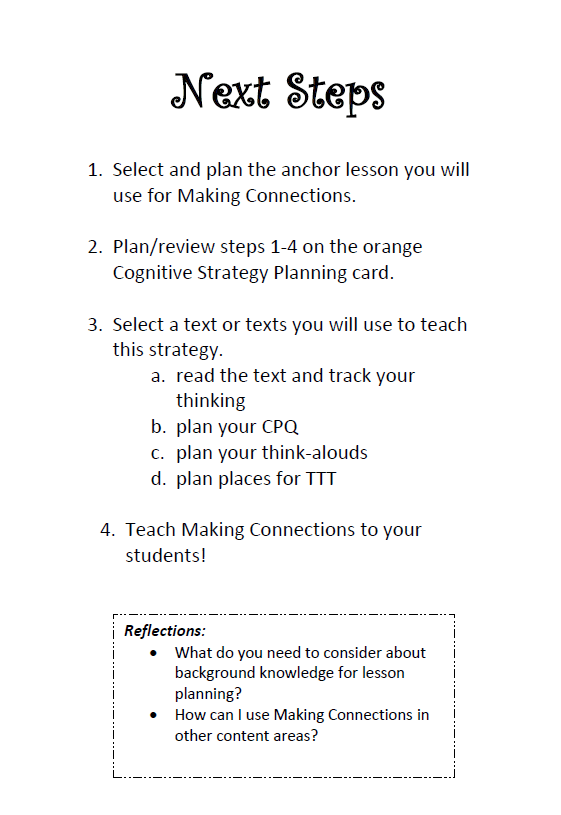 Next Steps
1. Select and plan the anchor lesson you will
use for Making Connections.
2. Plan/review steps 1-4 on the orange
Cognitive Strategy Planning card.
3. Select a text or texts you will use to teach
this strategy.
a. read the text and track your
thinking
b. plan your CPQ
c. plan your think-alouds
d. plan places for TTT
4. Teach Making Connections to your
students!
Reflections:
• What do you need to consider about
background knowledge for lesson
planning?
• How can I use Making Connections in
other content areas?